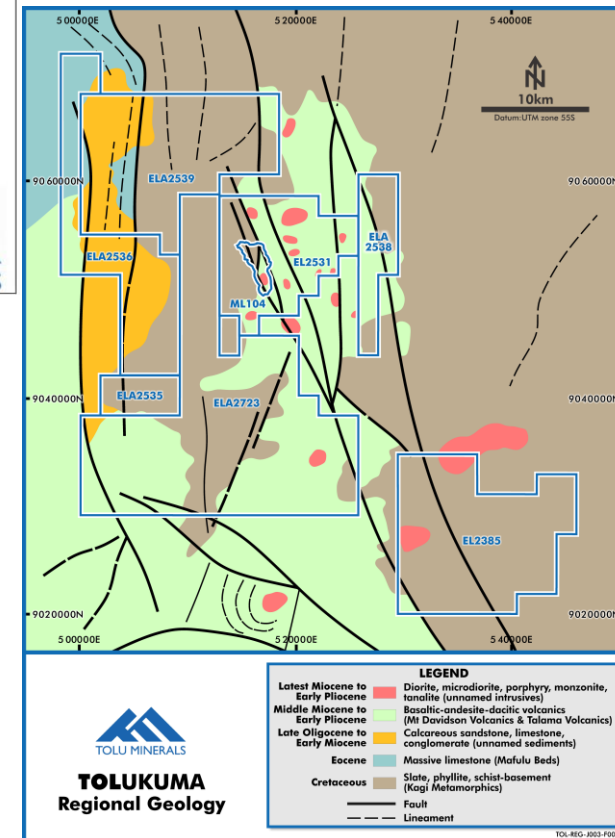 500000E
520000E
540000E
N
10km
Datum:UTM zone 55S
9060000N
9060000N
ELA2539
ELA2536
EL2531
ELA
2538
ML104
9040000N
9040000N
ELA2535
ELA2723
EL2385
9020000N
9020000N
500000E
520000E
540000E
TOLU MINERALS
TOLUKUMA
Regional Geology
LEGEND
Latest Miocene to
Early Pliocene
Diorite, microdiorite, porphyry, monzonite,
tanalite (unnamed intrusives)
Middle Miocene to
Early Pliocene
Basaltic-andesite-dacitic volcanics
(Mt Davidson Volcanics & Talama Volcanics)
Late Oligocene to
Early Miocene
Calcareous sandstone, limestone,
conglomerate (unnamed sediments)
Eocene
Massive limestone (Mafulu Beds)
Cretaceous
Slate, phyllite, schist-basement
(Kagi Metamorphics)
Fault
Lineament